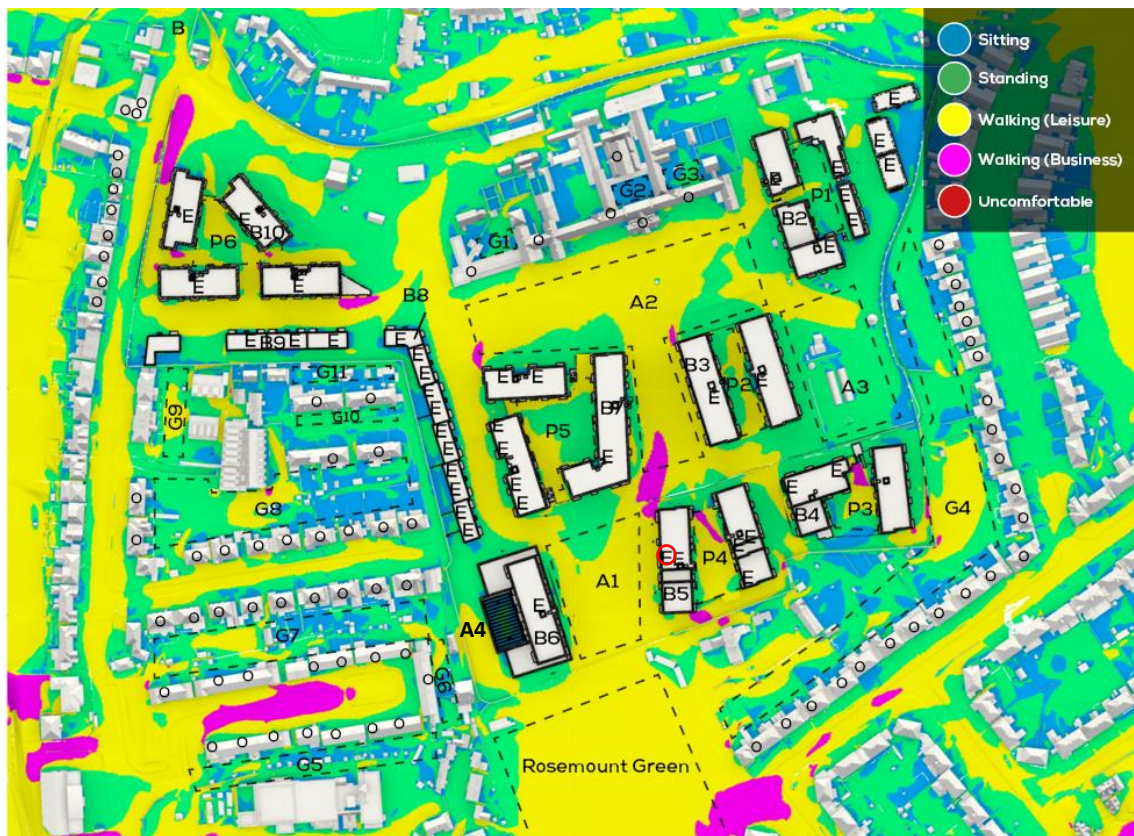 B
Sitting
Standing
Walking (Leisure)
Walking (Business)
Uncomfortable
E
E
G3
G2
E
P1
E
E
B2
E
E
B10
E
P6
G1
E
E
E
B8
A2
E
B9
E
E
E
E
B3
P2
E
E
A3
G11
E
E
E
B7
G9
G10
E
E
P5
E
E
E
E
G8
E
E
E
B4
P3
E
G4
E
E
E
P4
E
E
E
E
A1
E
B5
A4
E
B6
G7
G6
G5
Rosemount Green